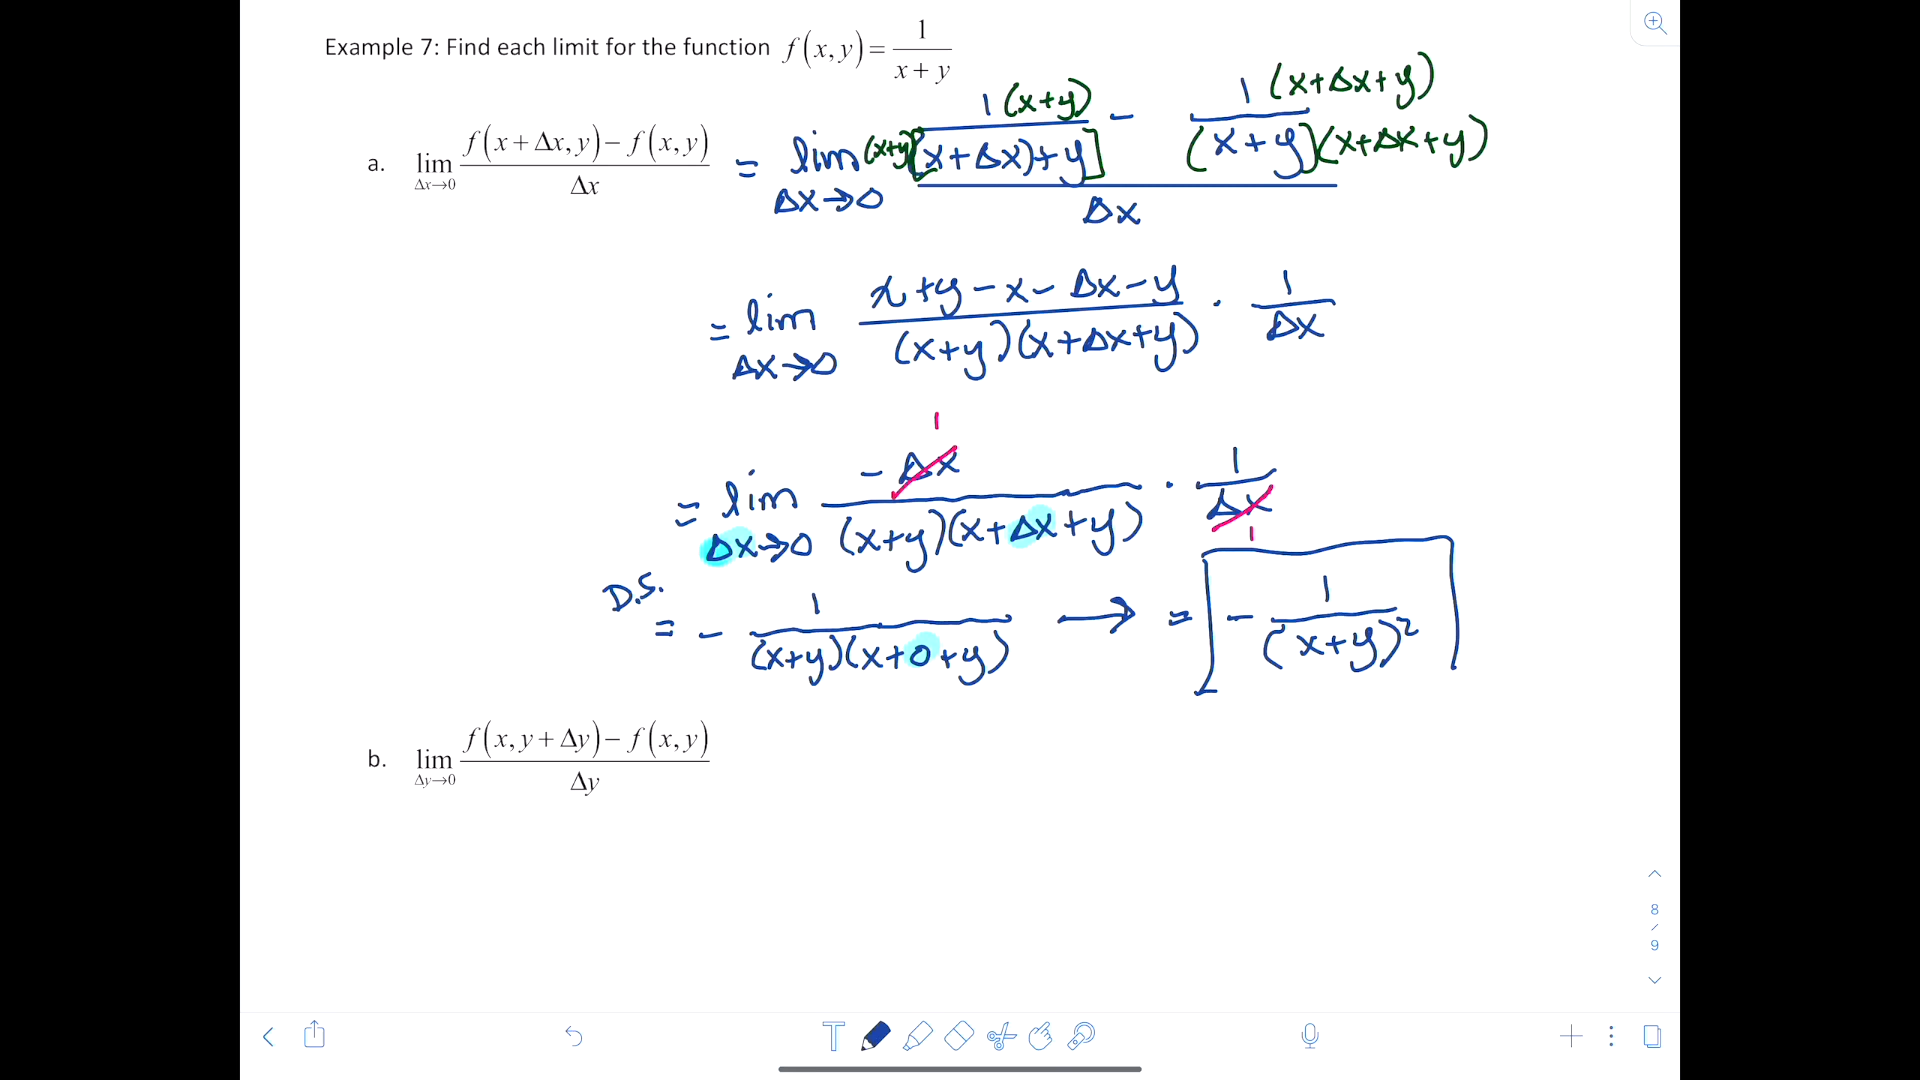 Example 7: Find each limit for the function f(x, y) = 1/(x + y)
a. lim Δx→0 (f(x + Δx, y) − f(x, y))/Δx = lim Δx→0 (1(x+y)/((x+y)[x+Δx)+y] − 1(x+Δx+y)/((x+y)(x+Δx+y)))/Δx
= lim Δx→0 (x+y−x−Δx−y)/((x+y)(x+Δx+y)) · 1/Δx
1
= lim Δx→0 −Δx/((x+y)(x+Δx+y)) · 1/Δx
1
D.S.
= − 1/((x+y)(x+0+y)) → = − 1/(x+y)²
b. lim Δy→0 (f(x, y + Δy) − f(x, y))/Δy
8
/
9
T